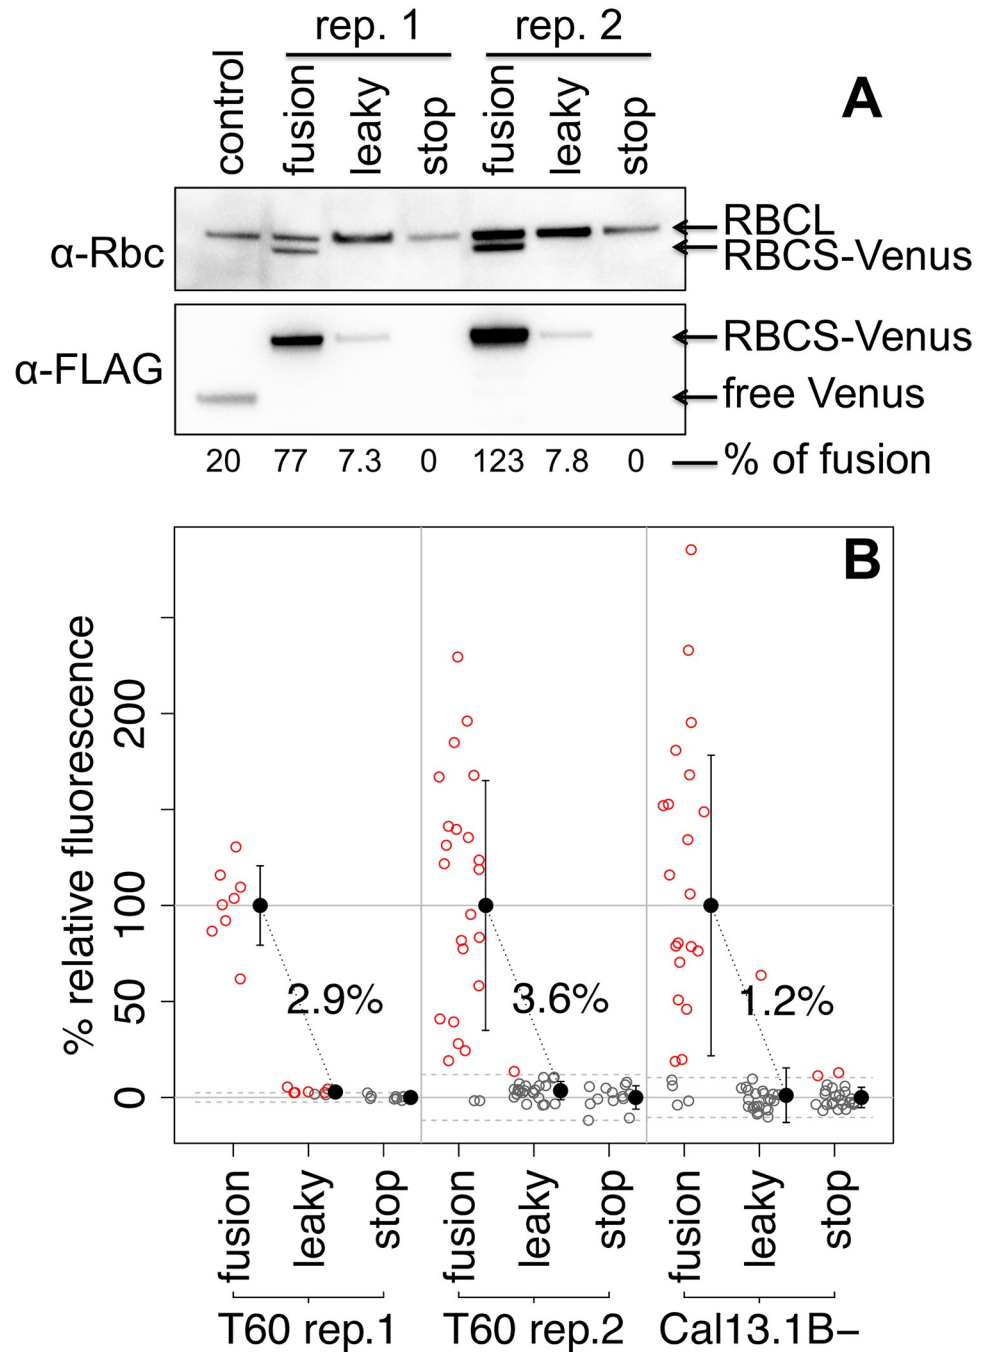 rep. 1 rep. 2
control fusion leaky stop fusion leaky stop
A
α-Rbc
RBCL
RBCS-Venus
α-FLAG
RBCS-Venus
free Venus
20 77 7.3 0 123 7.8 0 % of fusion
B
% relative fluorescence
200
100
50
0
2.9% 3.6% 1.2%
fusion leaky stop fusion leaky stop fusion leaky stop
T60 rep.1 T60 rep.2 Cal13.1B–